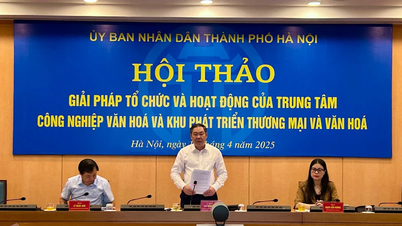 ỦY BAN NHÂN DÂN THÀNH PHỐ HÀ NỘI
HỘI THẢO
GIẢI PHÁP TỔ CHỨC VÀ HOẠT ĐỘNG CỦA TRUNG TÂM
CÔNG NGHIỆP VĂN HOÁ VÀ KHU PHÁT TRIỂN THƯƠNG MẠI VÀ VĂN HOÁ
Hà Nội, ngày 4 năm 2025